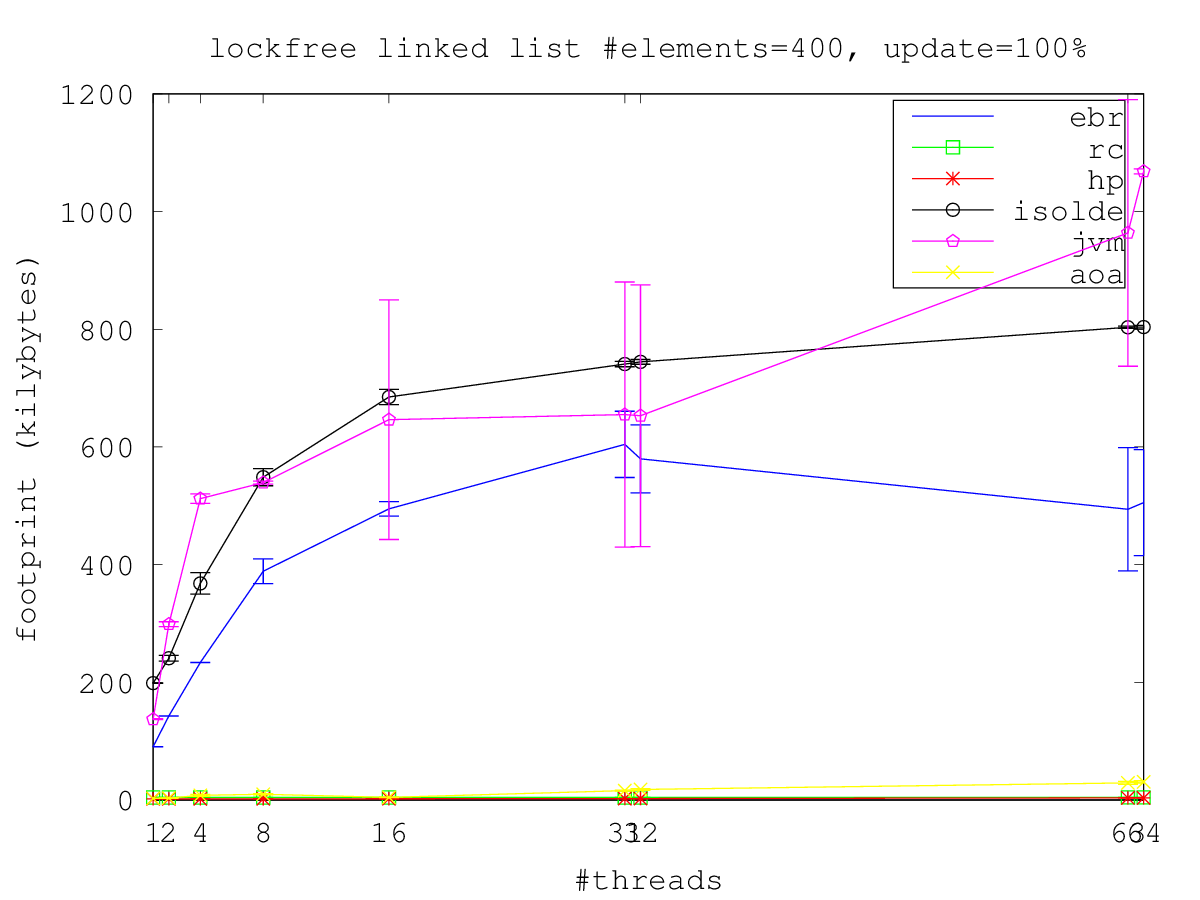 lockfree linked list #elements=400, update=100%
1200
1000
800
600
400
200
0
footprint (kilybytes)
ebr
rc
hp
isolde
jvm
aoa
1 2 4 8 16 31 32 63 64
#threads